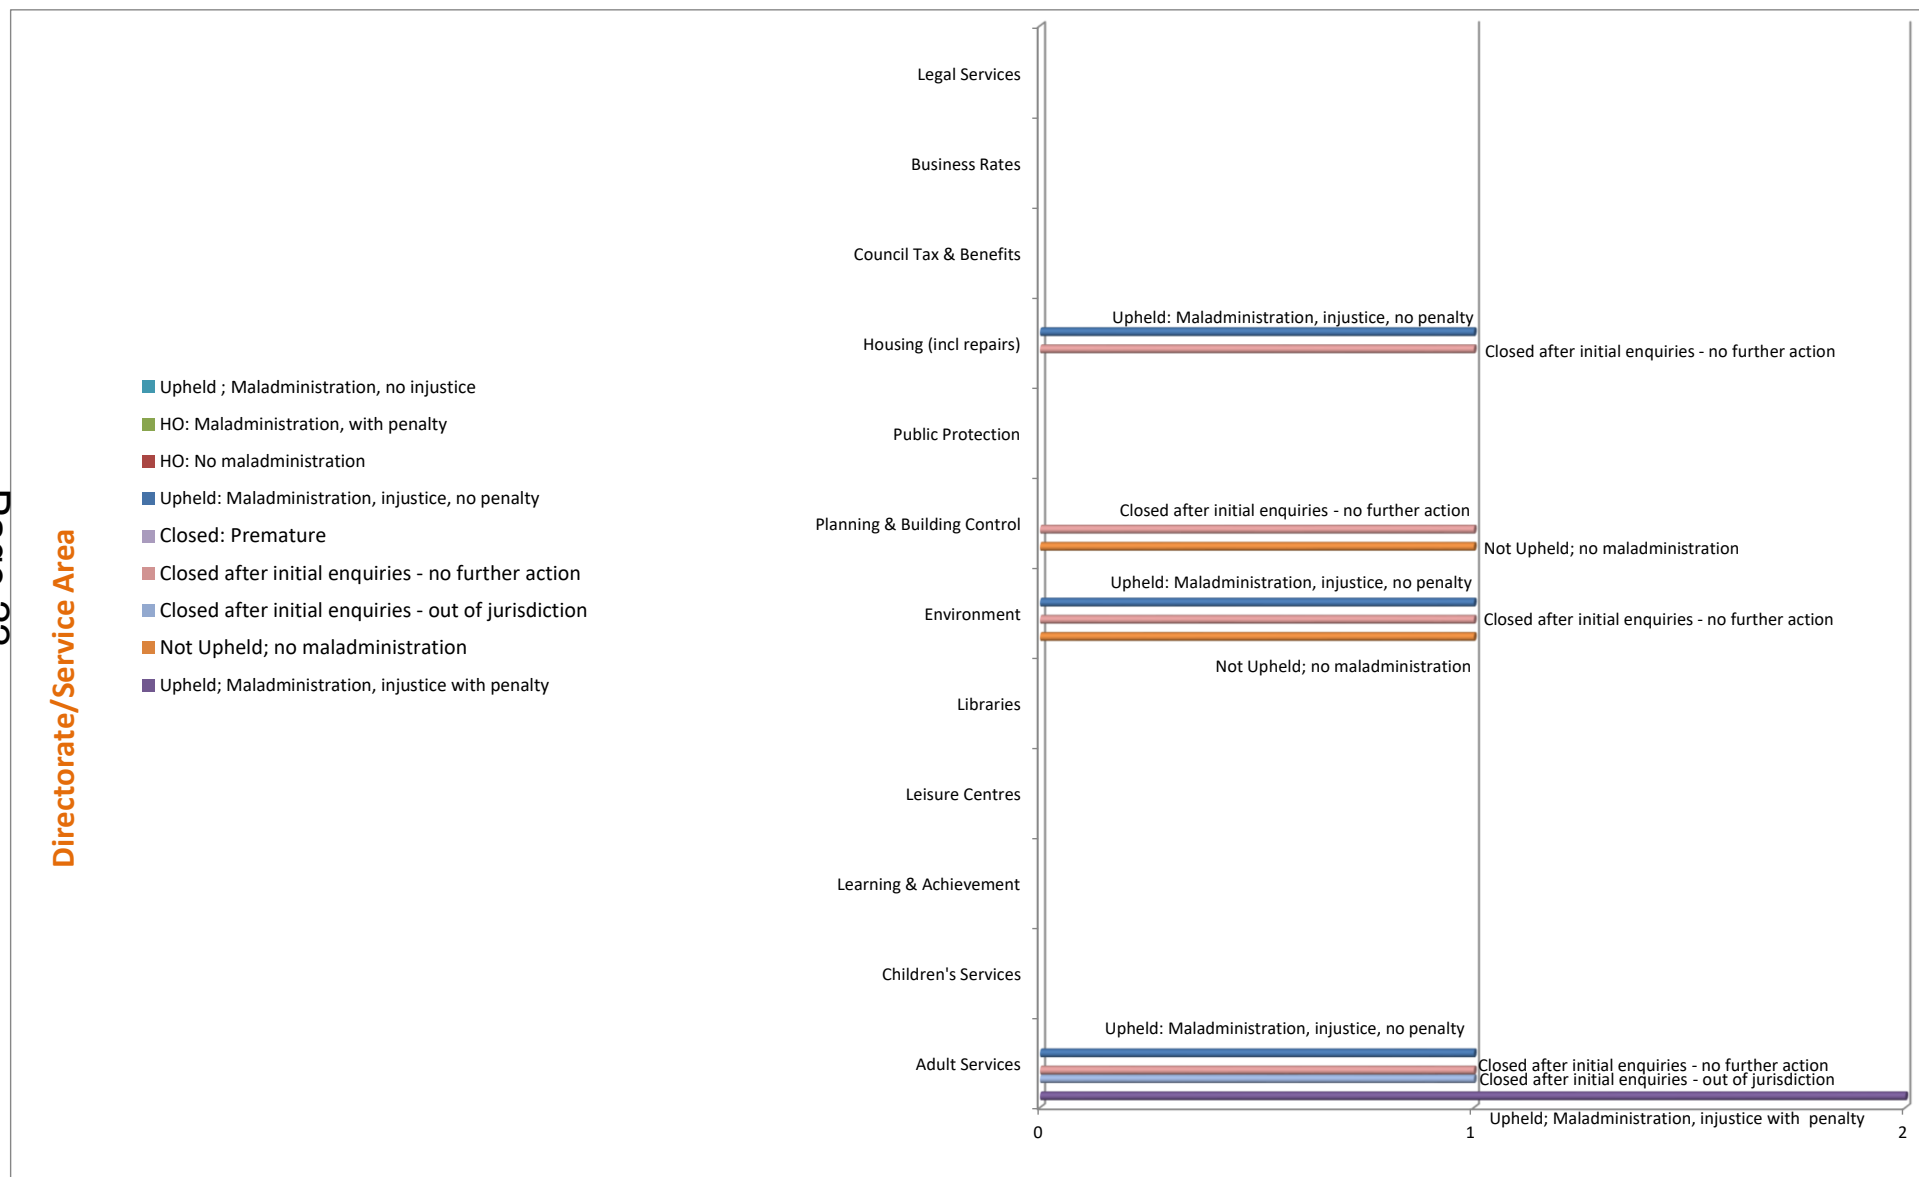 Legal Services
Business Rates
Council Tax & Benefits
Upheld: Maladministration, injustice, no penalty
Housing (incl repairs)
Closed after initial enquiries - no further action
Public Protection
Closed after initial enquiries - no further action
Planning & Building Control
Not Upheld; no maladministration
Upheld: Maladministration, injustice, no penalty
Environment
Closed after initial enquiries - no further action
Not Upheld; no maladministration
Libraries
Leisure Centres
Learning & Achievement
Children's Services
Upheld: Maladministration, injustice, no penalty
Adult Services
Closed after initial enquiries - no further action
Closed after initial enquiries - out of jurisdiction
Upheld; Maladministration, injustice with  penalty
0
1
2
Upheld ; Maladministration, no injustice
HO: Maladministration, with penalty
HO: No maladministration
Upheld: Maladministration, injustice, no penalty
Closed: Premature
Closed after initial enquiries - no further action
Closed after initial enquiries - out of jurisdiction
Not Upheld; no maladministration
Upheld; Maladministration, injustice with penalty
Directorate/Service Area